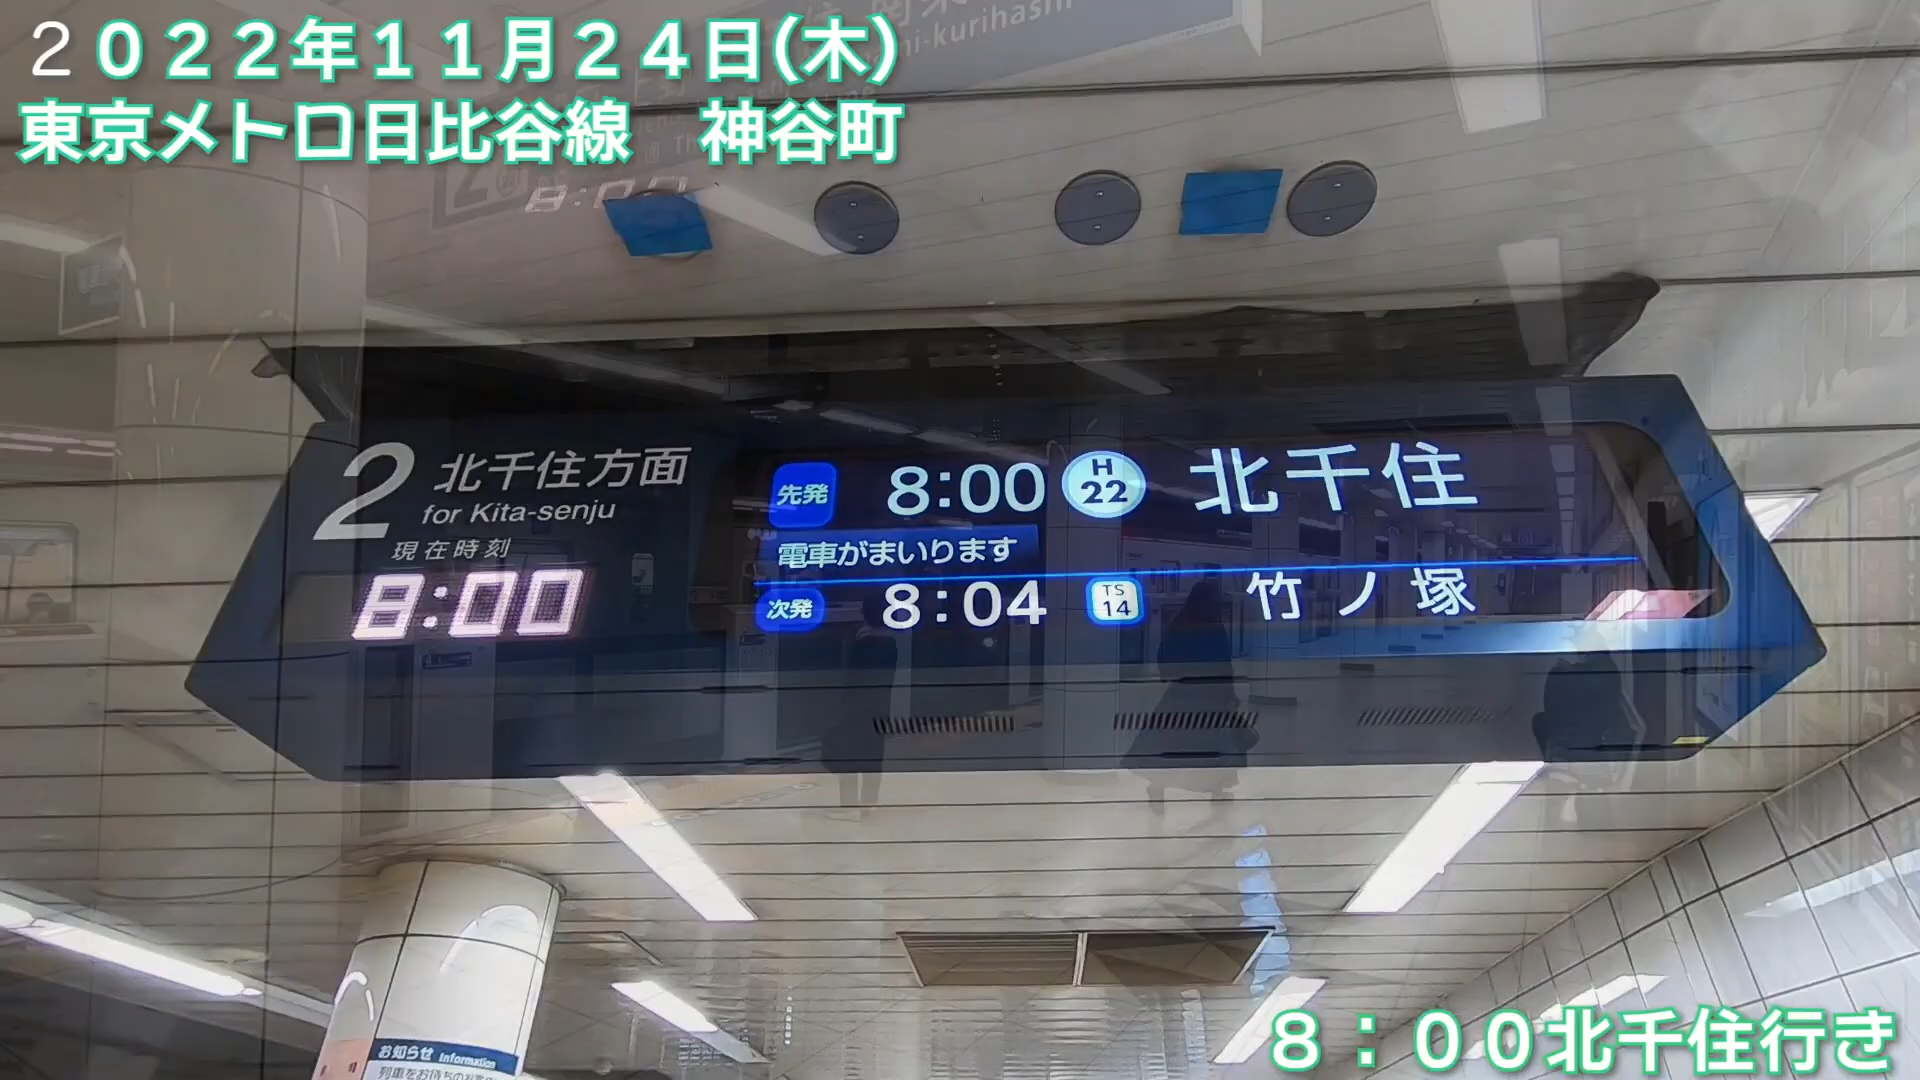 ２０２２年１１月２４日(木)
東京メトロ日比谷線　神谷町
2 北千住方面
for Kita-senju
現在時刻
8:00
先発 8:00 H 22 北千住
電車がまいります
次発 8:04 TS 14 竹ノ塚
お知らせ Information
８：００北千住行き